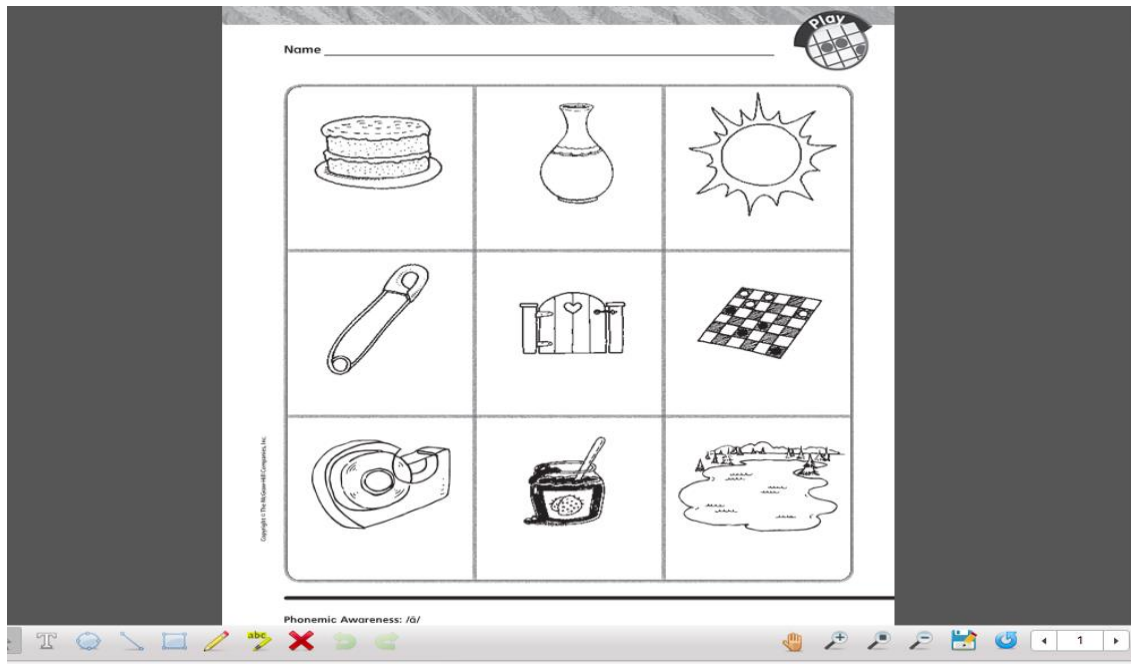 Play
Name
Copyright © The McGraw-Hill Companies, Inc.
Phonemic Awareness: /ā/
T
abc
1